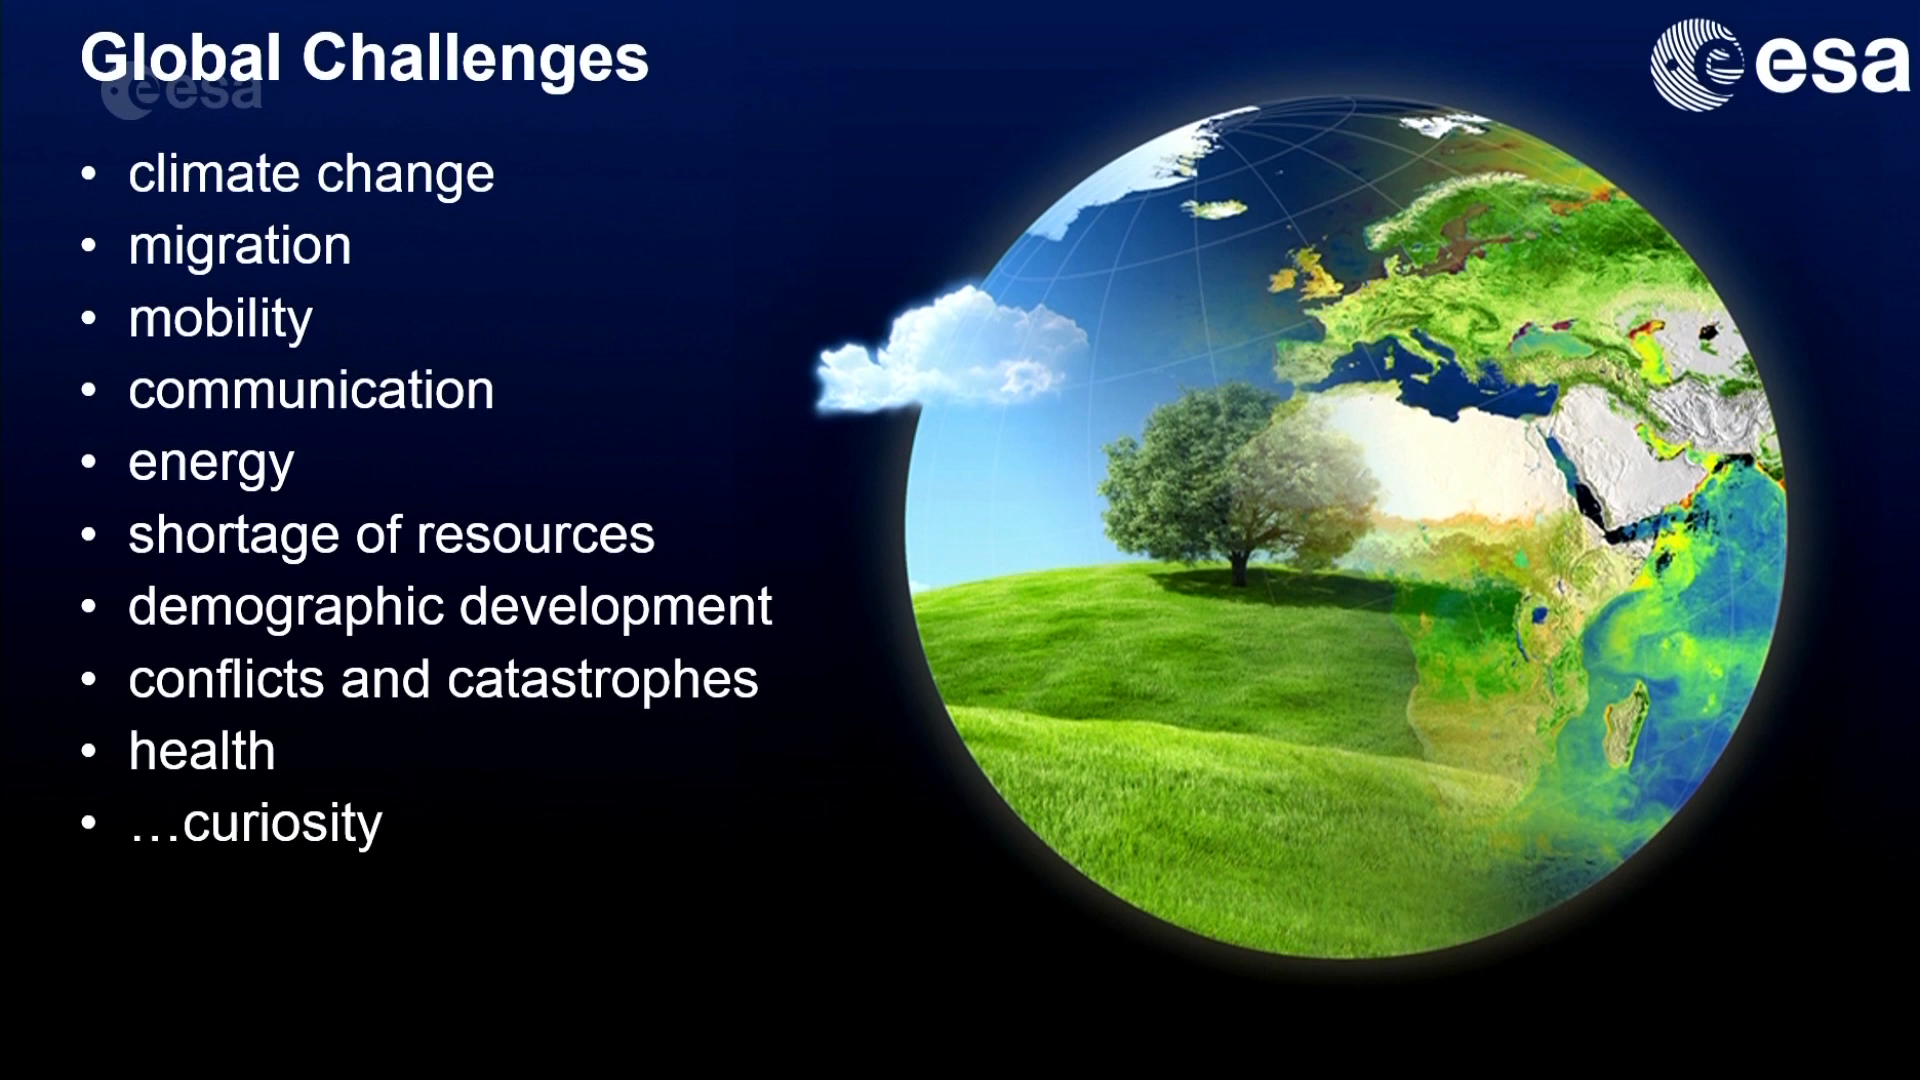 Global Challenges
esa
esa
• climate change
• migration
• mobility
• communication
• energy
• shortage of resources
• demographic development
• conflicts and catastrophes
• health
• …curiosity